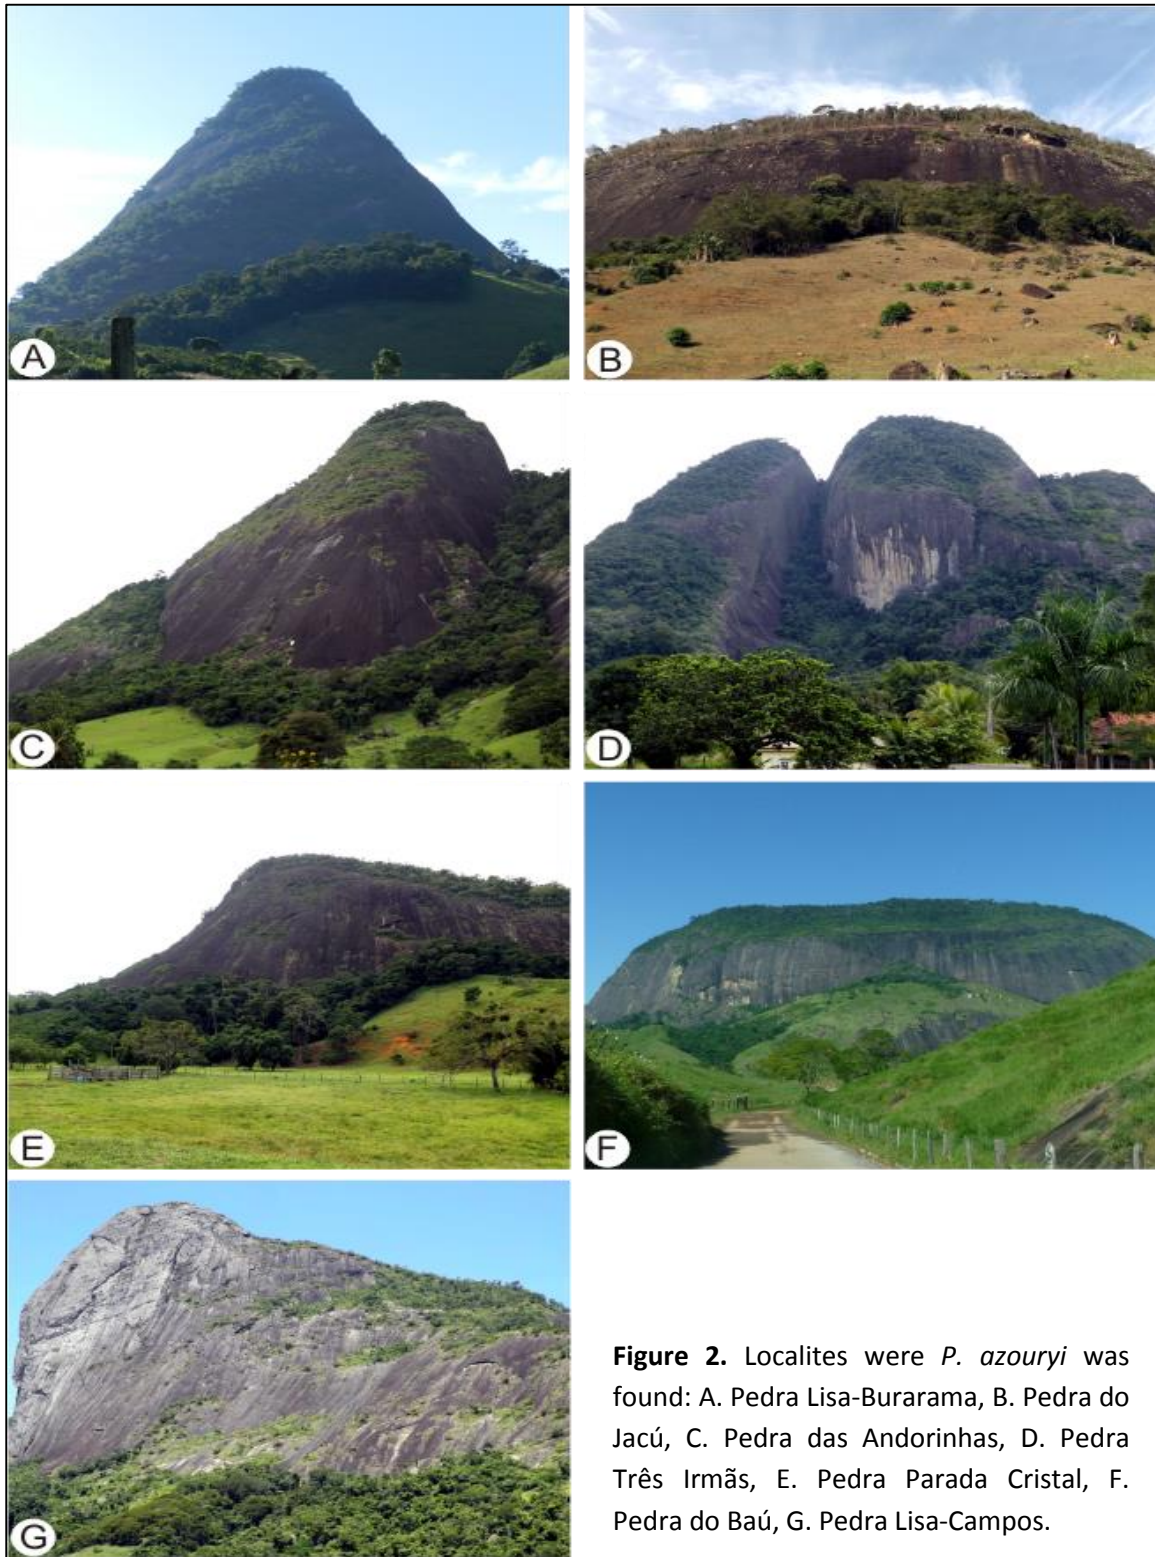 A
B
C
D
E
F
G
Figure 2. Localites were P. azouryi was
found: A. Pedra Lisa-Burarama, B. Pedra do
Jacú, C. Pedra das Andorinhas, D. Pedra
Três Irmãs, E. Pedra Parada Cristal, F.
Pedra do Baú, G. Pedra Lisa-Campos.